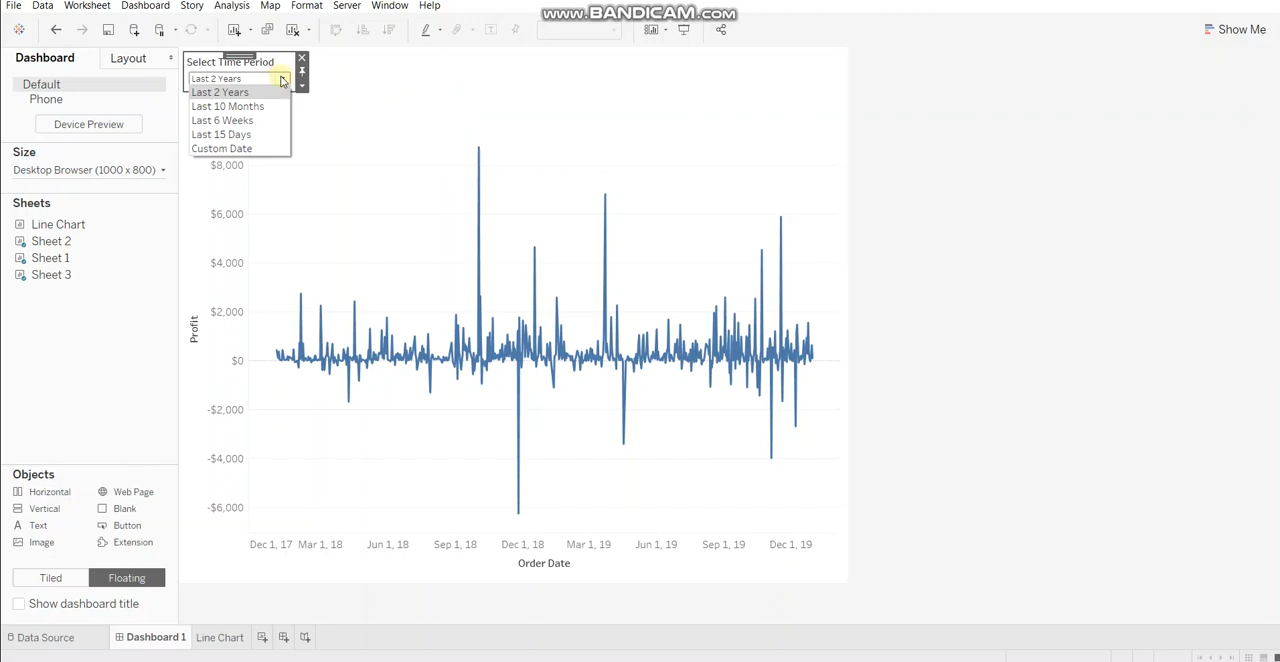 File Data Worksheet Dashboard Story Analysis Map Format Server Window Help
www.BANDICAM.com
Show Me
Dashboard Layout
Default
Phone
Device Preview
Size
Desktop Browser (1000 x 800)
Sheets
Line Chart
Sheet 2
Sheet 1
Sheet 3
Objects
Horizontal Web Page
Vertical Blank
Text Button
Image Extension
Tiled Floating
Show dashboard title
Select Time Period
Last 2 Years
Last 2 Years
Last 10 Months
Last 6 Weeks
Last 15 Days
Custom Date
$8,000
$6,000
$4,000
$2,000
$0
-$2,000
-$4,000
-$6,000
Profit
Dec 1, 17 Mar 1, 18 Jun 1, 18 Sep 1, 18 Dec 1, 18 Mar 1, 19 Jun 1, 19 Sep 1, 19 Dec 1, 19
Order Date
Data Source Dashboard 1 Line Chart